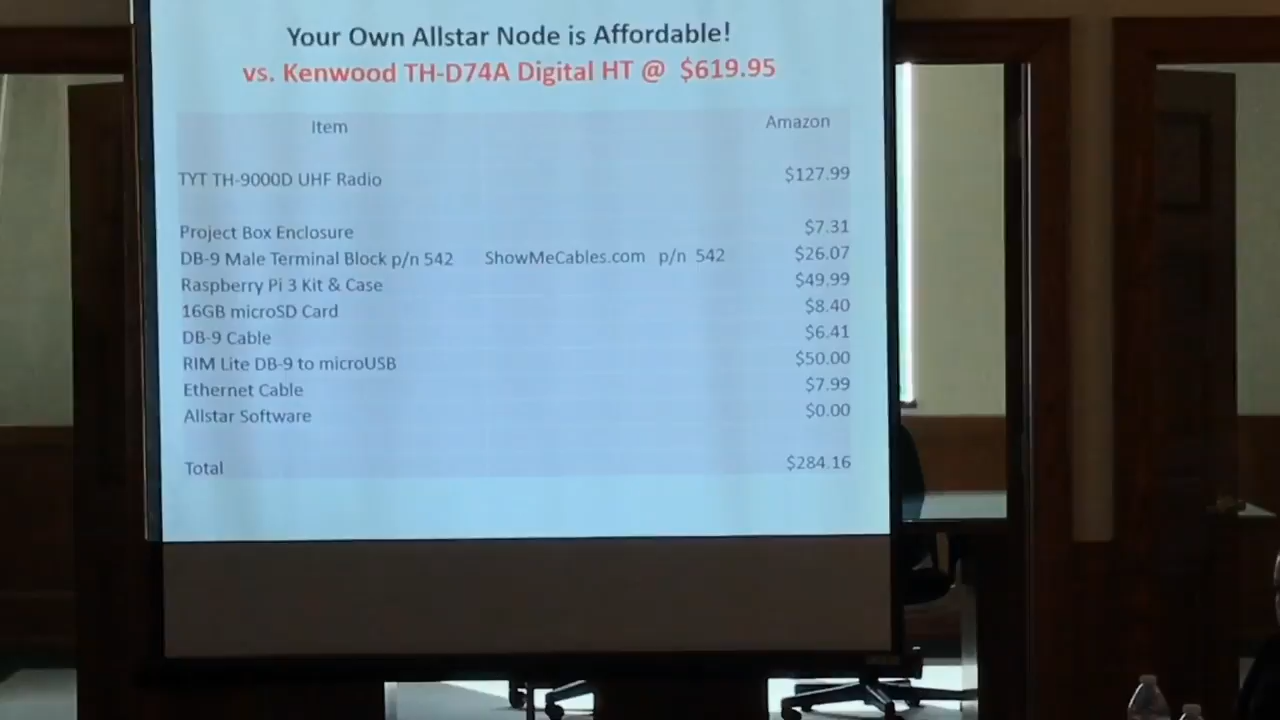 Your Own Allstar Node is Affordable!
vs. Kenwood TH-D74A Digital HT @ $619.95
Item Amazon
TYT TH-9000D UHF Radio $127.99
Project Box Enclosure $7.31
DB-9 Male Terminal Block p/n 542 ShowMeCables.com p/n 542 $26.07
Raspberry Pi 3 Kit & Case $49.99
16GB microSD Card $8.40
DB-9 Cable $6.41
RIM Lite DB-9 to microUSB $50.00
Ethernet Cable $7.99
Allstar Software $0.00
Total $284.16